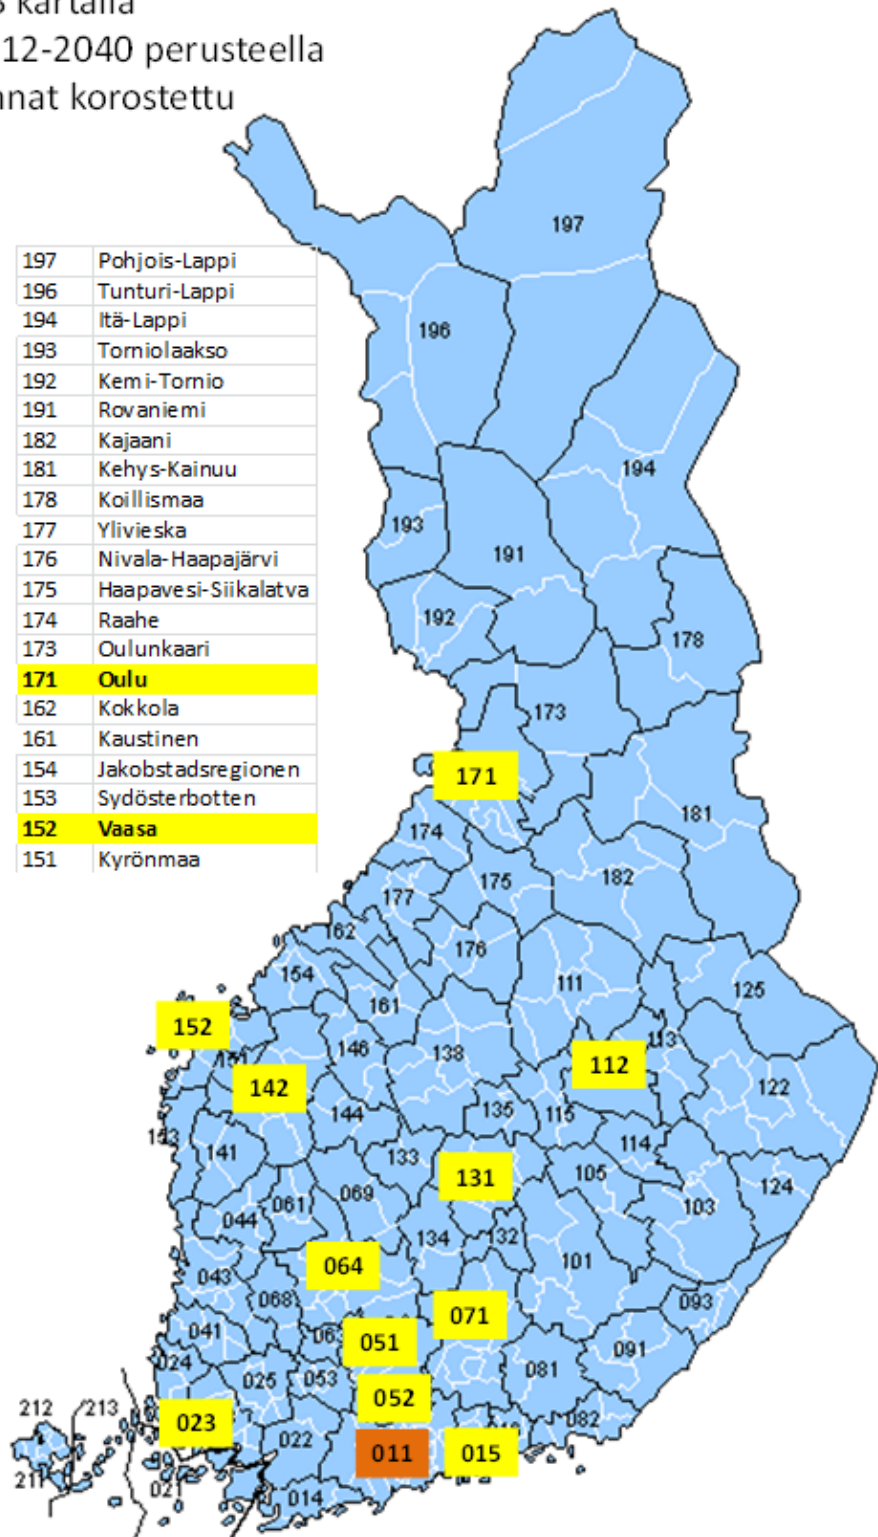 kartalla
12-2040 perusteella
nnat korostettu
197 Pohjois-Lappi
196 Tunturi-Lappi
194 Itä-Lappi
193 Torniolaakso
192 Kemi-Tornio
191 Rovaniemi
182 Kajaani
181 Kehys-Kainuu
178 Koillismaa
177 Ylivieska
176 Nivala-Haapajärvi
175 Haapavesi-Siikalatva
174 Raahe
173 Oulunkaari
171 Oulu
162 Kokkola
161 Kaustinen
154 Jakobstadsregionen
153 Sydösterbotten
152 Vaasa
151 Kyrönmaa
197
196
194
193
191
192
178
173
171
181
174
182
175
177
162
176
154
111
125
161
152
113
146
138
151
112
122
142
135
115
144
153
114
141
133
131
105
069
124
061
103
044
134
132
101
064
043
068
093
071
041
051
091
024
081
025
053
052
212
213
023
082
022
011
015
211
021
014